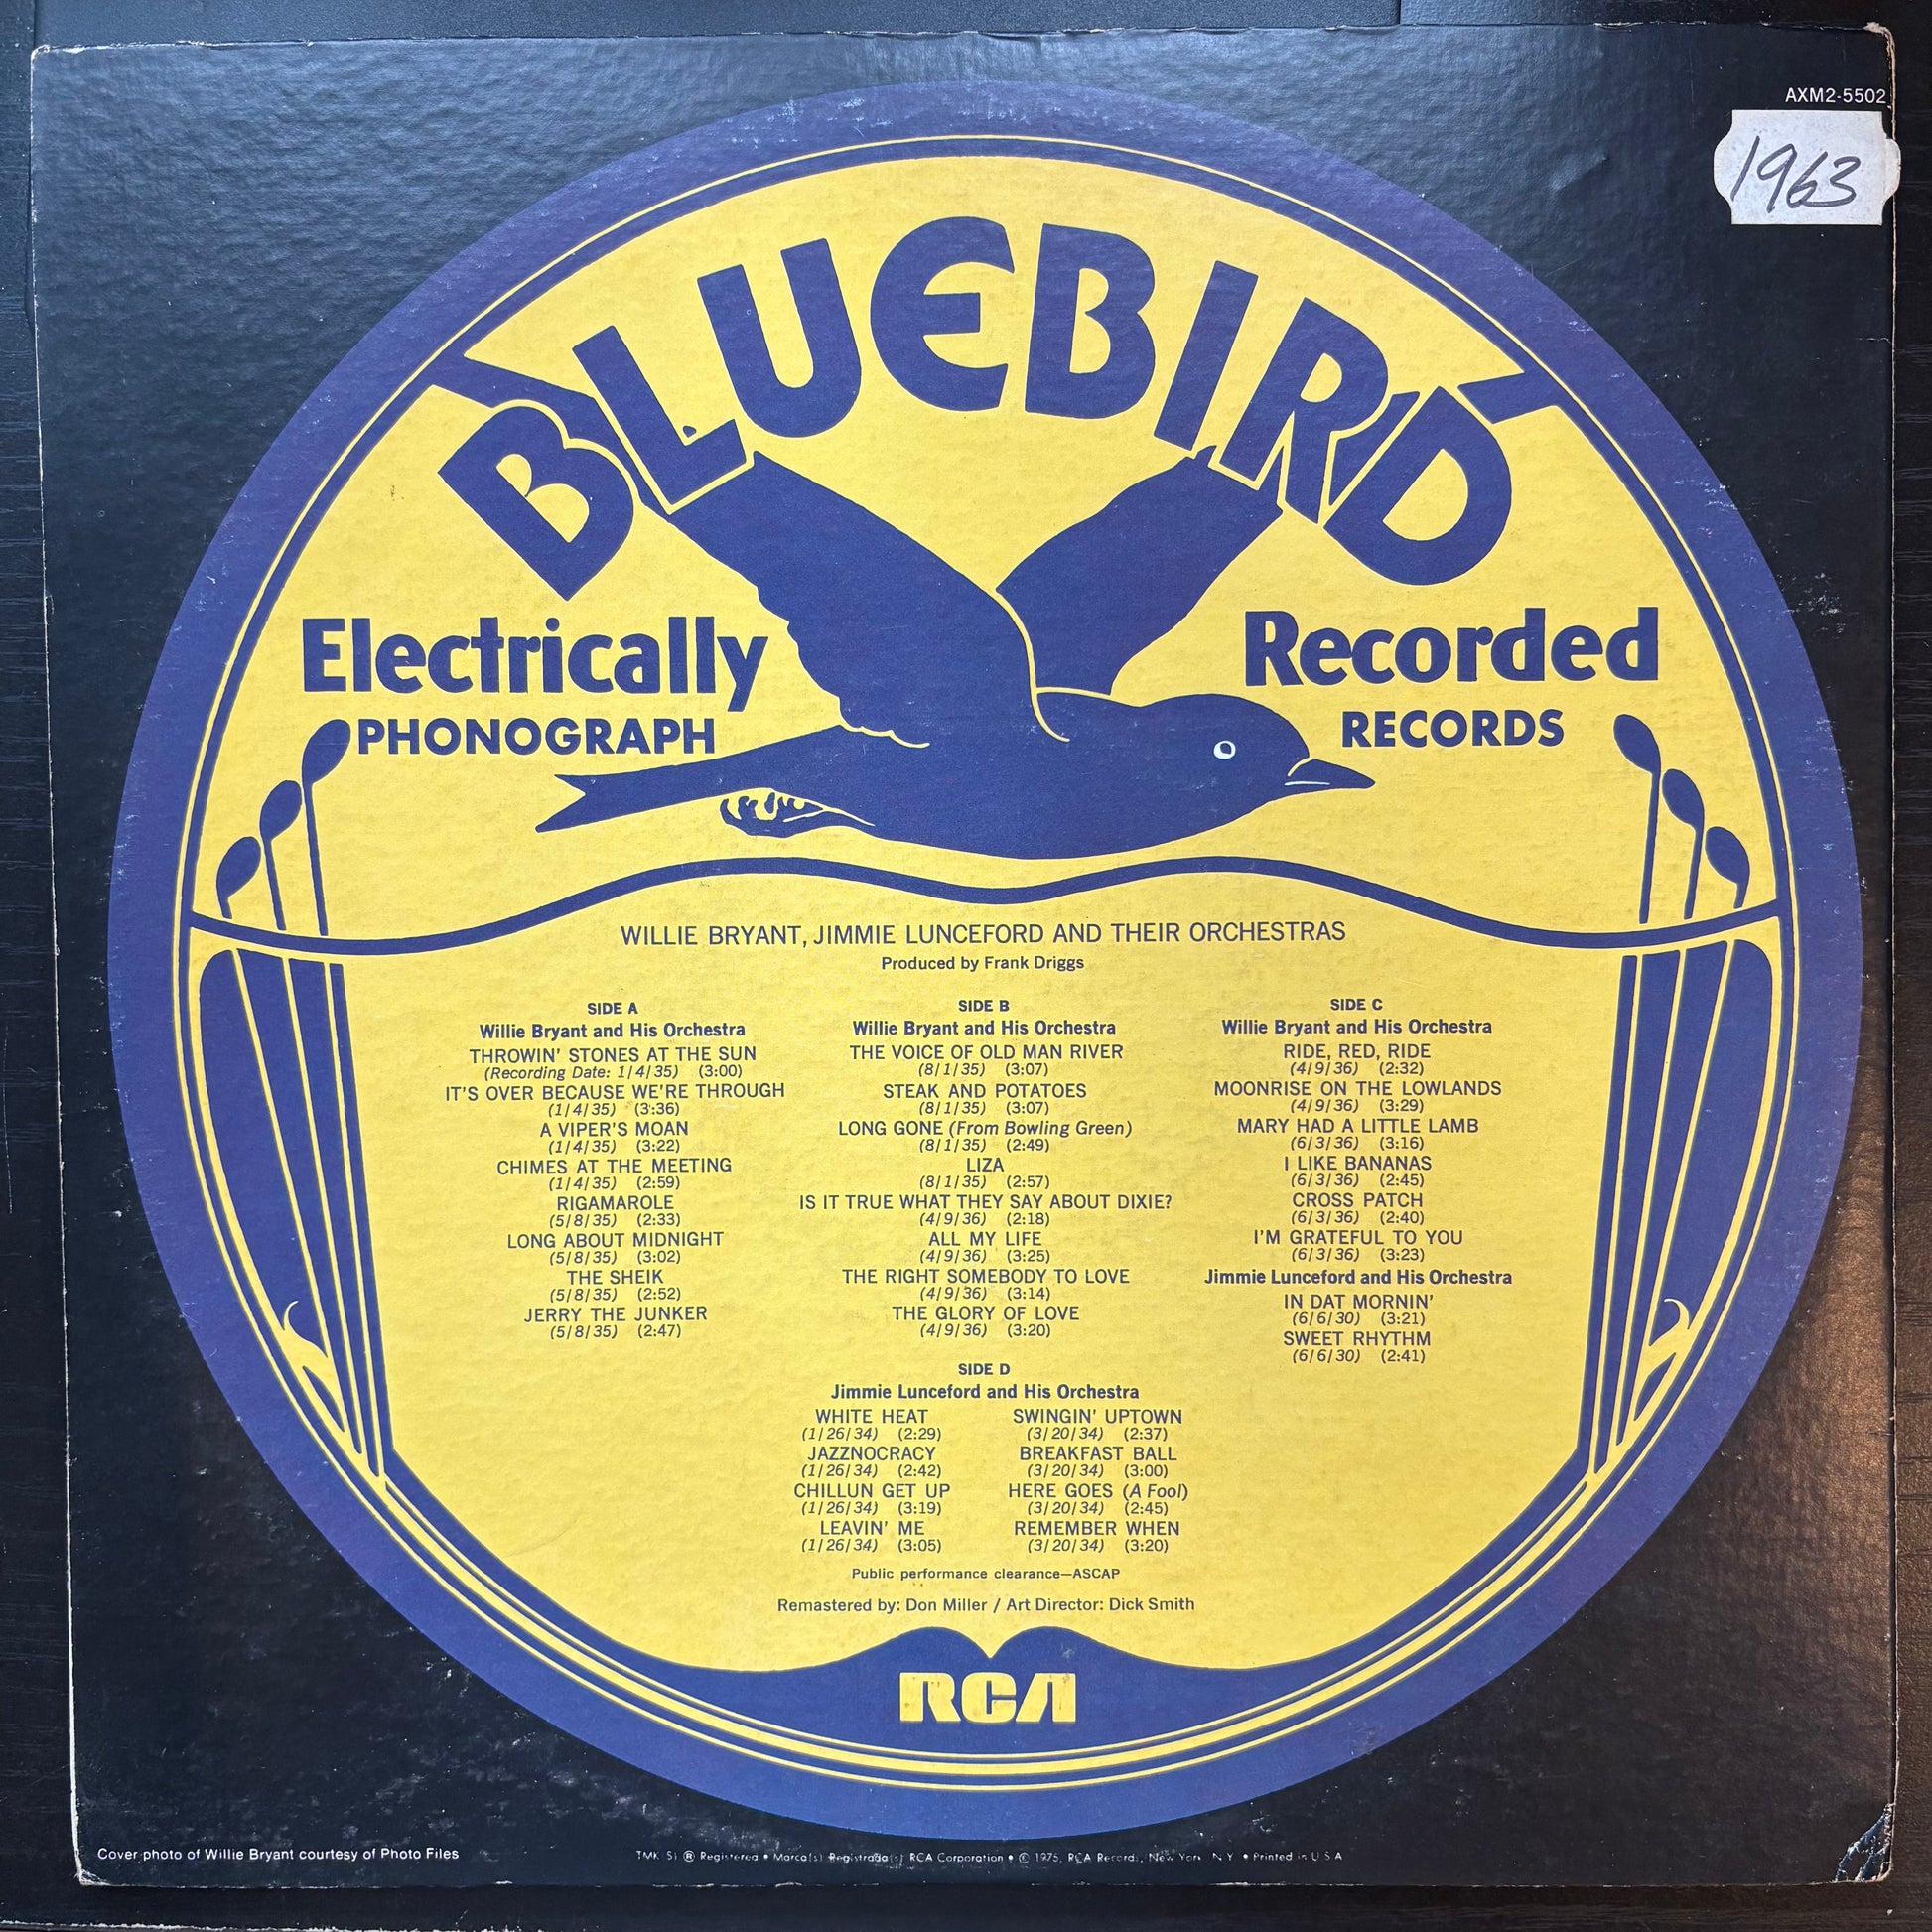 AXM2-5502
1963
BLUEBIRD
Electrically Recorded
PHONOGRAPH RECORDS
WILLIE BRYANT, JIMMIE LUNCEFORD AND THEIR ORCHESTRAS
Produced by Frank Driggs
SIDE A
Willie Bryant and His Orchestra
THROWIN' STONES AT THE SUN
(Recording Date: 1/4/35) (3:00)
IT'S OVER BECAUSE WE'RE THROUGH
(1/4/35) (3:36)
A VIPER'S MOAN
(1/4/35) (3:22)
CHIMES AT THE MEETING
(1/4/35) (2:59)
RIGAMAROLE
(5/8/35) (2:33)
LONG ABOUT MIDNIGHT
(5/8/35) (3:02)
THE SHEIK
(5/8/35) (2:52)
JERRY THE JUNKER
(5/8/35) (2:47)
SIDE B
Willie Bryant and His Orchestra
THE VOICE OF OLD MAN RIVER
(8/1/35) (3:07)
STEAK AND POTATOES
(8/1/35) (3:07)
LONG GONE (From Bowling Green)
(8/1/35) (2:49)
LIZA
(8/1/35) (2:57)
IS IT TRUE WHAT THEY SAY ABOUT DIXIE?
(4/9/36) (2:18)
ALL MY LIFE
(4/9/36) (3:25)
THE RIGHT SOMEBODY TO LOVE
(4/9/36) (3:14)
THE GLORY OF LOVE
(4/9/36) (3:20)
SIDE C
Willie Bryant and His Orchestra
RIDE, RED, RIDE
(4/9/36) (2:32)
MOONRISE ON THE LOWLANDS
(4/9/36) (3:29)
MARY HAD A LITTLE LAMB
(6/3/36) (3:16)
I LIKE BANANAS
(6/3/36) (2:45)
CROSS PATCH
(6/3/36) (2:40)
I'M GRATEFUL TO YOU
(6/3/36) (3:23)
Jimmie Lunceford and His Orchestra
IN DAT MORNIN'
(6/6/30) (3:21)
SWEET RHYTHM
(6/6/30) (2:41)
SIDE D
Jimmie Lunceford and His Orchestra
WHITE HEAT
(1/26/34) (2:29)
JAZZNOCRACY
(1/26/34) (2:42)
CHILLUN GET UP
(1/26/34) (3:19)
LEAVIN' ME
(1/26/34) (3:05)
SWINGIN' UPTOWN
(3/20/34) (2:37)
BREAKFAST BALL
(3/20/34) (3:00)
HERE GOES (A Fool)
(3/20/34) (2:45)
REMEMBER WHEN
(3/20/34) (3:20)
Public performance clearance—ASCAP
Remastered by: Don Miller / Art Director: Dick Smith
RCA
Cover photo of Willie Bryant courtesy of Photo Files
TMK(s) ® Registered • Marca(s) Registrada(s) RCA Corporation • © 1975, RCA Records, New York, N.Y. • Printed in U.S.A.